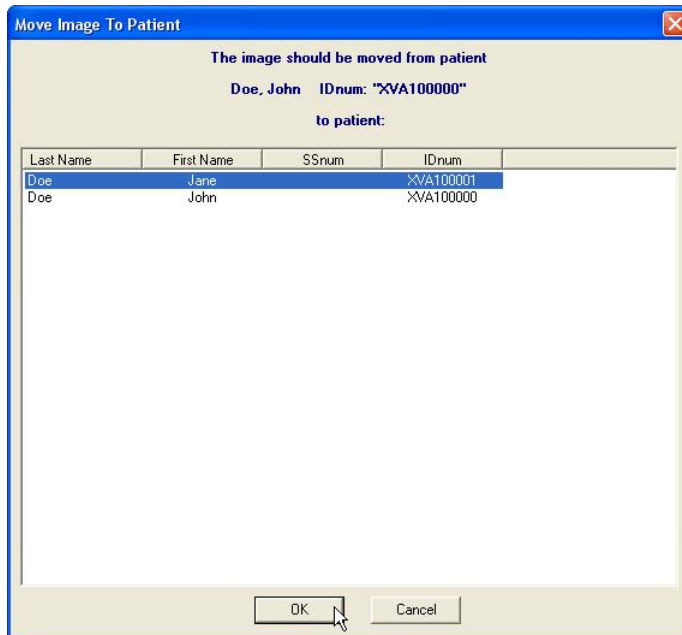 Move Image To Patient
The image should be moved from patient
Doe, John IDnum: "XVA100000"
to patient:
Last Name First Name SSnum IDnum
Doe Jane XVA100001
Doe John XVA100000
OK Cancel